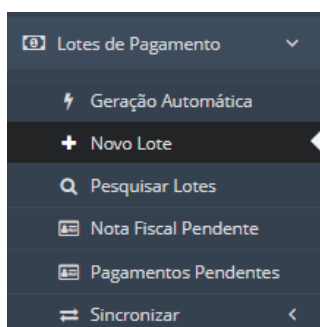 Lotes de Pagamento
Geração Automática
Novo Lote
Pesquisar Lotes
Nota Fiscal Pendente
Pagamentos Pendentes
Sincronizar